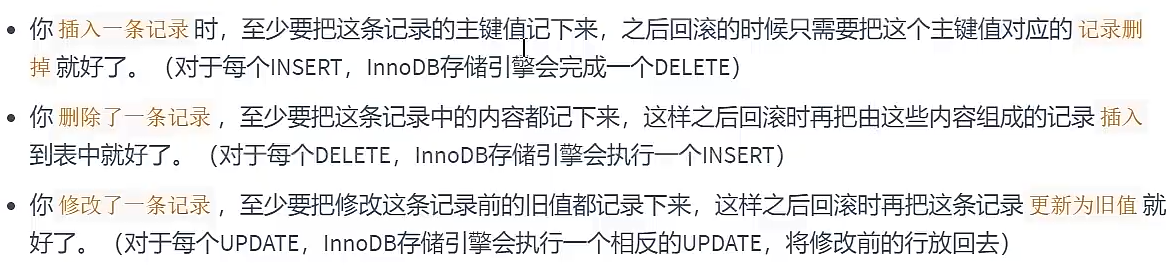 你 插入一条记录 时，至少要把这条记录的主键值记下来，之后回滚的时候只需要把这个主键值对应的 记录删
掉 就好了。（对于每个INSERT，InnoDB存储引擎会完成一个DELETE）
你 删除了一条记录 ，至少要把这条记录中的内容都记下来，这样之后回滚时再把由这些内容组成的记录 插入
到表中就好了。（对于每个DELETE，InnoDB存储引擎会执行一个INSERT）
你 修改了一条记录 ，至少要把修改这条记录前的旧值都记录下来，这样之后回滚时再把这条记录 更新为旧值 就
好了。（对于每个UPDATE，InnoDB存储引擎会执行一个相反的UPDATE，将修改前的行放回去）